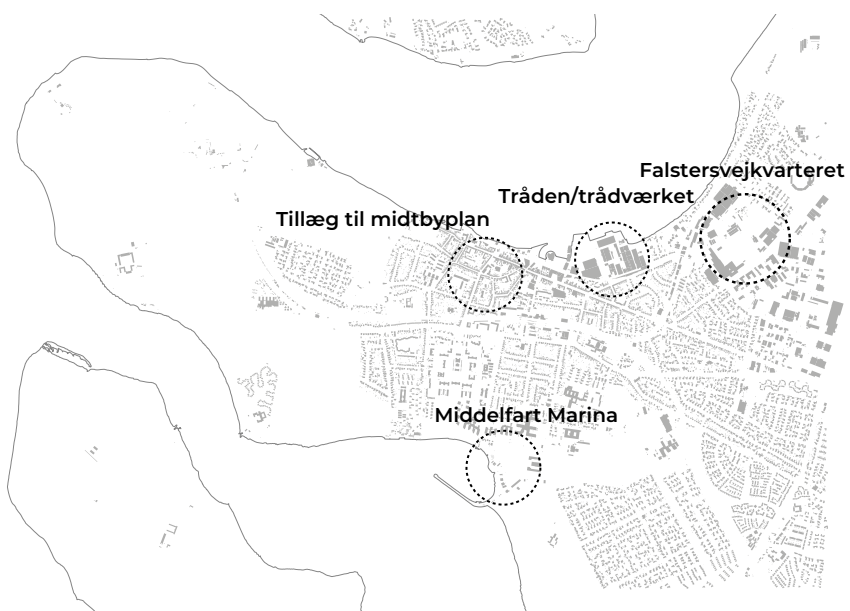 Falstersvejkvarteret
Tråden/trådværket
Tillæg til midtbyplan
Middelfart Marina